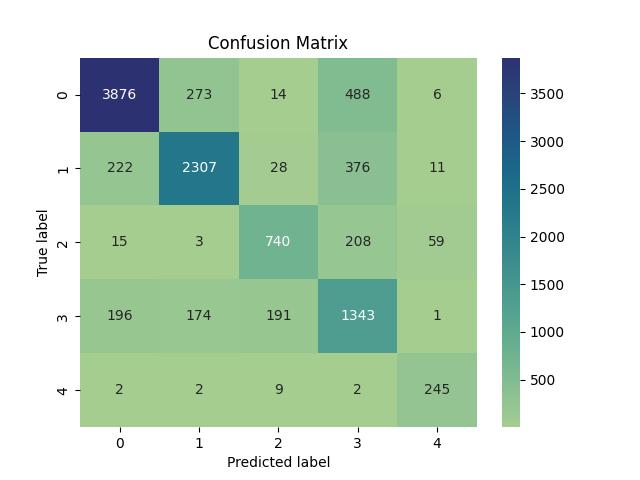 Confusion Matrix
0 3876 273 14 488 6
1 222 2307 28 376 11
2 15 3 740 208 59
3 196 174 191 1343 1
4 2 2 9 2 245
0 1 2 3 4
True label
Predicted label
3500
3000
2500
2000
1500
1000
500